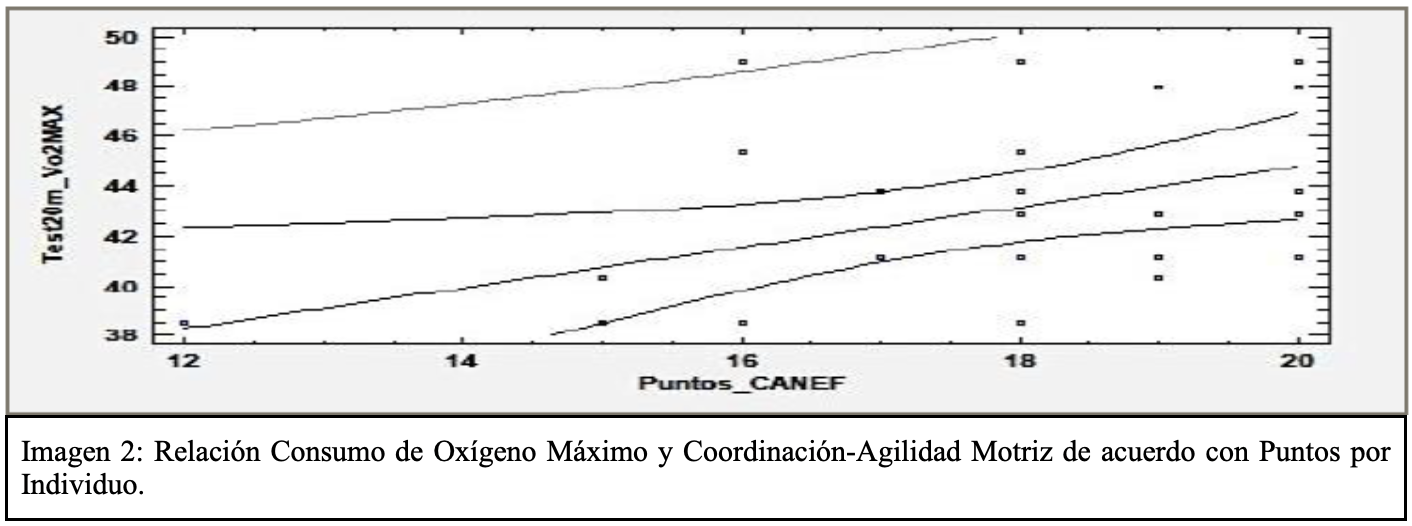 50
48
46
44
42
40
38
Test20m_Vo2MAX
12 14 16 18 20
Puntos_CANEF
Imagen 2: Relación Consumo de Oxígeno Máximo y Coordinación-Agilidad Motriz de acuerdo con Puntos por
Individuo.